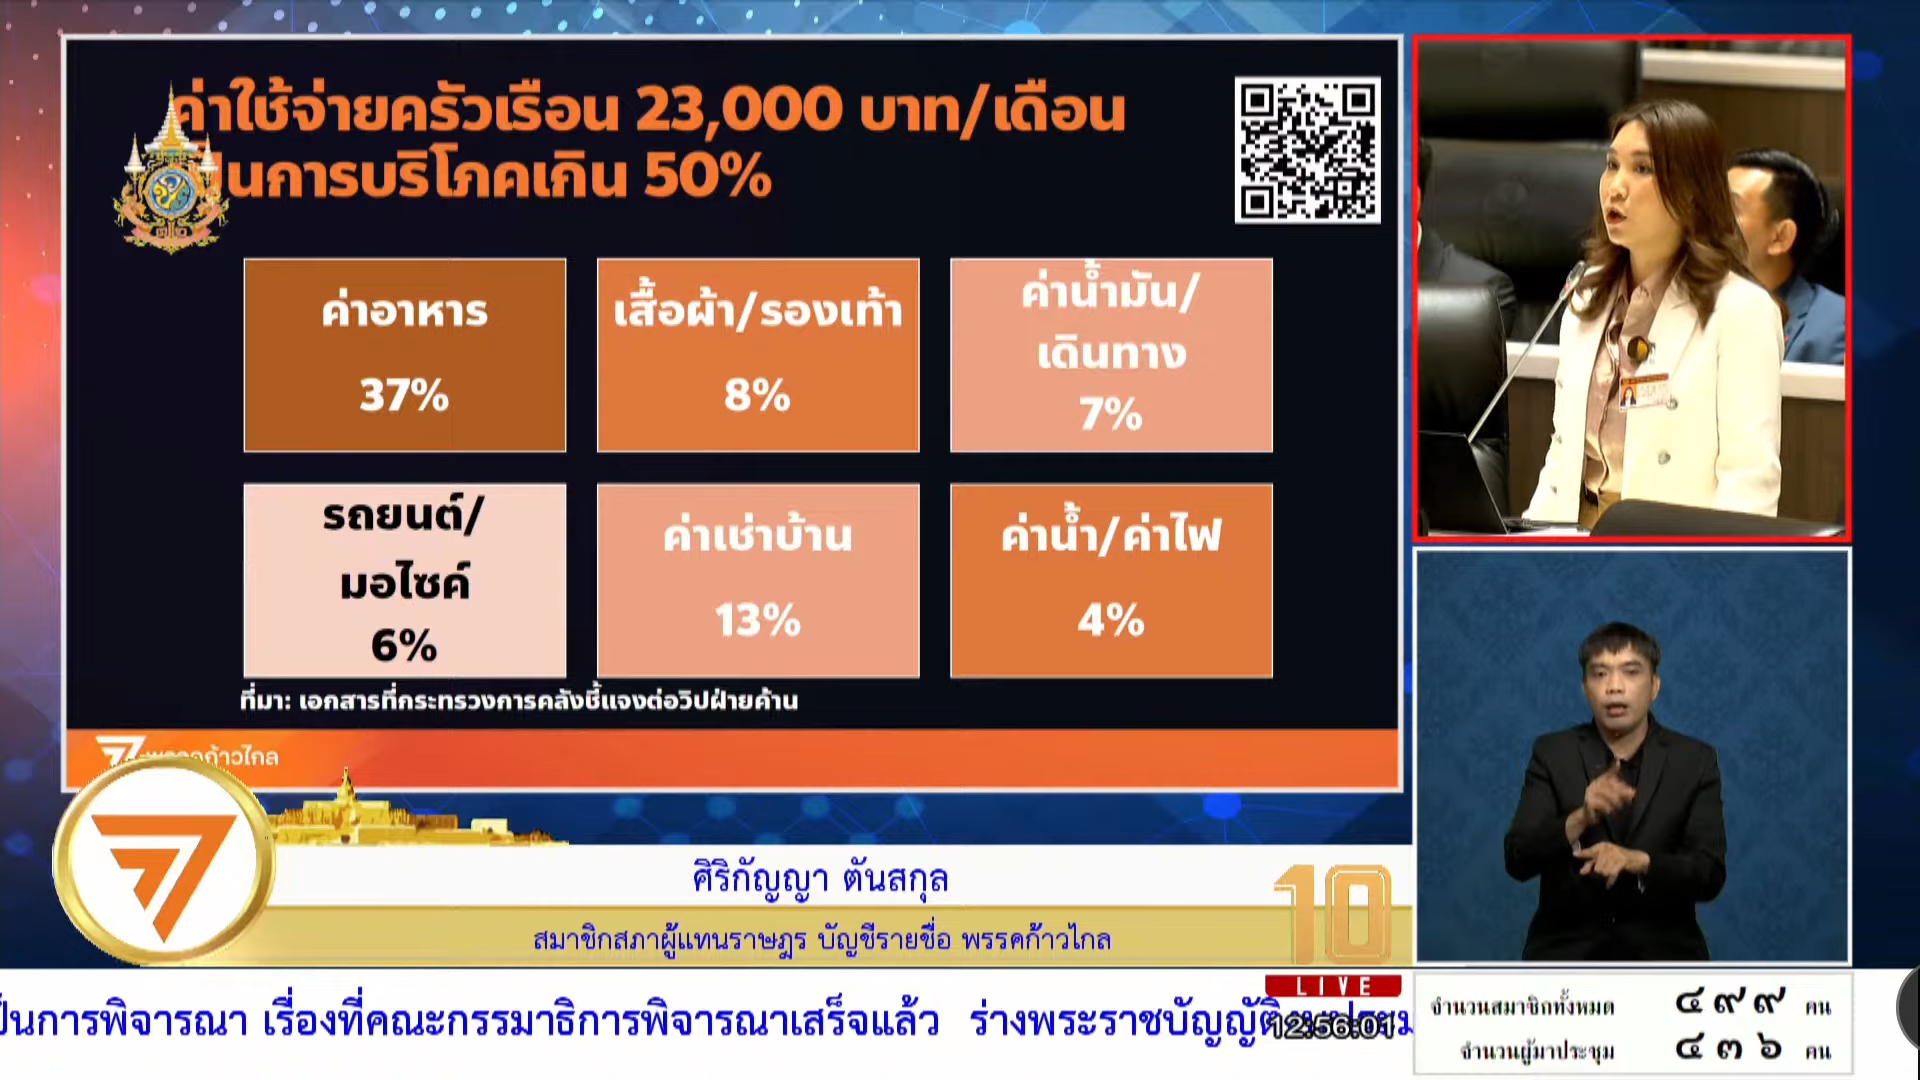 ค่าใช้จ่ายครัวเรือน 23,000 บาท/เดือน
เป็นการบริโภคเกิน 50%
ค่าอาหาร
37%
เสื้อผ้า/รองเท้า
8%
ค่าน้ำมัน/
เดินทาง
7%
รถยนต์/
มอไซค์
6%
ค่าเช่าบ้าน
13%
ค่าน้ำ/ค่าไฟ
4%
ที่มา: เอกสารที่กระทรวงการคลังชี้แจงต่อวิปฝ่ายค้าน
ก้าวไกล
ศิริกัญญา ตันสกุล
สมาชิกสภาผู้แทนราษฎร บัญชีรายชื่อ พรรคก้าวไกล
10
LIVE
12:56:01
เป็นการพิจารณา เรื่องที่คณะกรรมาธิการพิจารณาเสร็จแล้ว ร่างพระราชบัญญัติ
จำนวนสมาชิกทั้งหมด ๔๙๙ คน
จำนวนผู้มาประชุม ๔๓๖ คน